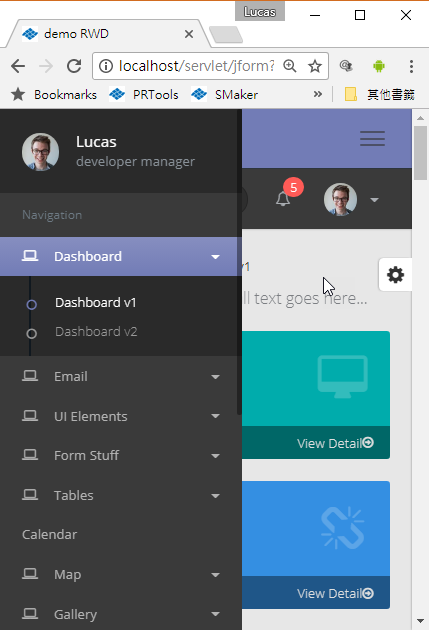 Lucas
demo RWD
localhost/servlet/jform?
Bookmarks PRTools SMaker » 其他書籤
Lucas
developer manager
5
Navigation
Dashboard
v1
Dashboard v1
ll text goes here...
Dashboard v2
Email
UI Elements
View Detail
Form Stuff
Tables
Calendar
Map
View Detail
Gallery